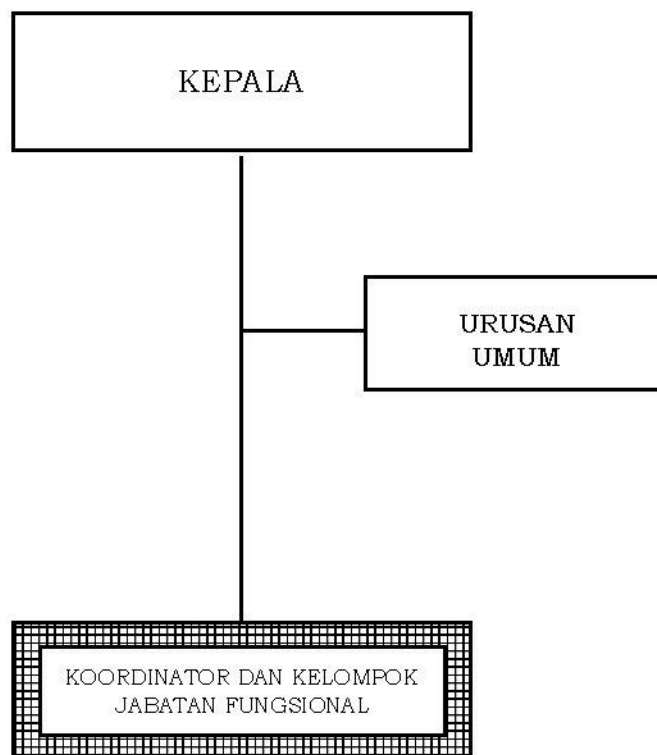 KEPALA
URUSAN
UMUM
KOORDINATOR DAN KELOMPOK
JABATAN FUNGSIONAL